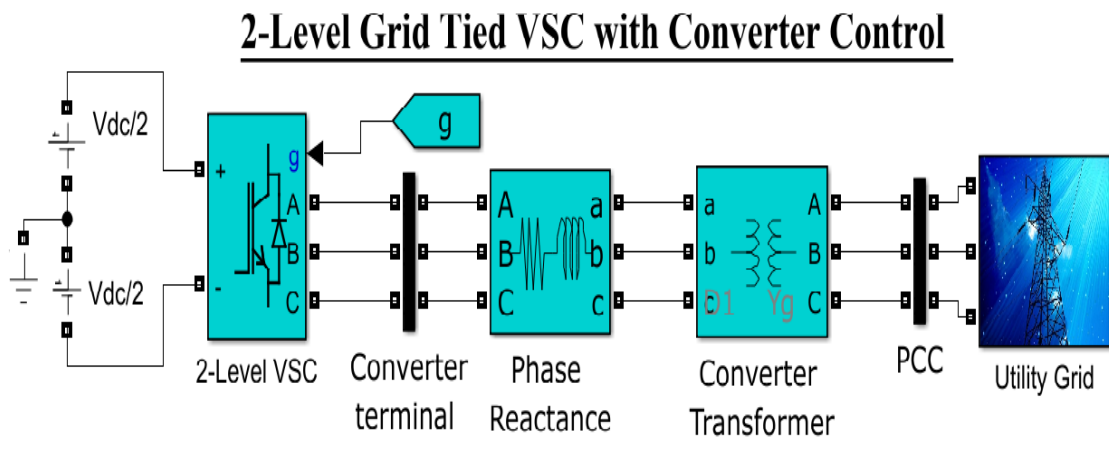 2-Level Grid Tied VSC with Converter Control
Vdc/2
g
+
g
A
B
C
-
Vdc/2
2-Level VSC
Converter
terminal
A
B
C
a
b
c
Phase
Reactance
a
b
c
D1
Yg
A
B
C
Converter
Transformer
PCC
Utility Grid